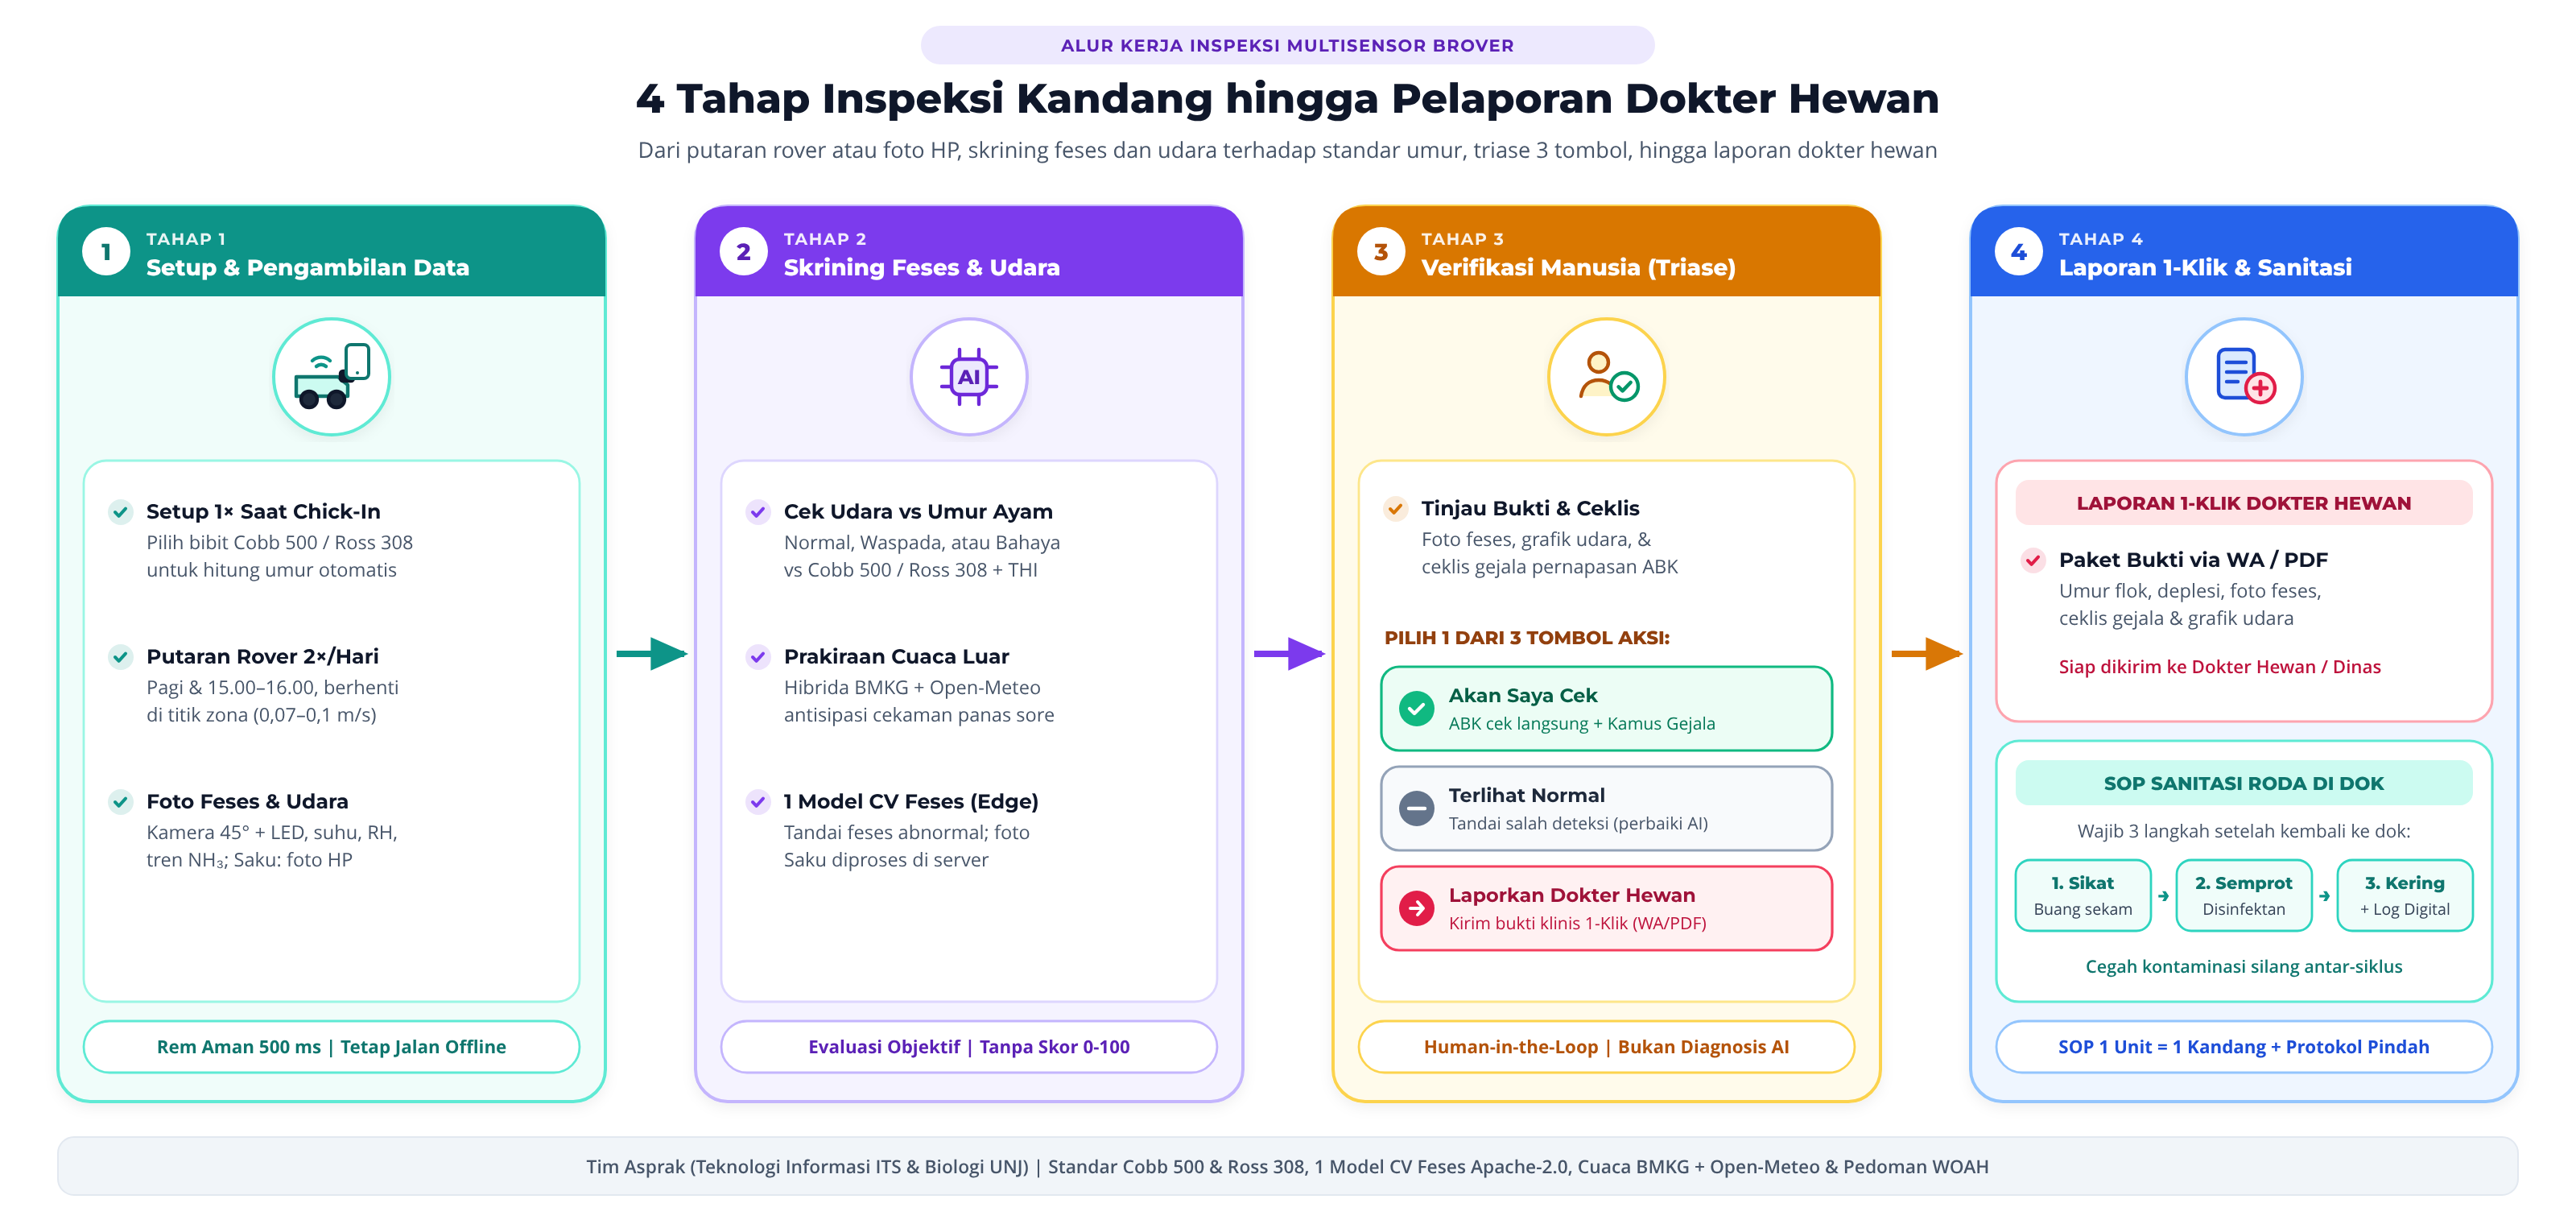 ALUR KERJA INSPEKSI MULTISENSOR BROVER
4 Tahap Inspeksi Kandang hingga Pelaporan Dokter Hewan
Dari putaran rover atau foto HP, skrining feses dan udara terhadap standar umur, triase 3 tombol, hingga laporan dokter hewan
1
TAHAP 1
Setup & Pengambilan Data
Setup 1× Saat Chick-In
Pilih bibit Cobb 500 / Ross 308
untuk hitung umur otomatis
Putaran Rover 2×/Hari
Pagi & 15.00–16.00, berhenti
di titik zona (0,07–0,1 m/s)
Foto Feses & Udara
Kamera 45° + LED, suhu, RH,
tren NH₃; Saku: foto HP
Rem Aman 500 ms | Tetap Jalan Offline
2
TAHAP 2
Skrining Feses & Udara
AI
Cek Udara vs Umur Ayam
Normal, Waspada, atau Bahaya
vs Cobb 500 / Ross 308 + THI
Prakiraan Cuaca Luar
Hibrida BMKG + Open-Meteo
antisipasi cekaman panas sore
1 Model CV Feses (Edge)
Tandai feses abnormal; foto
Saku diproses di server
Evaluasi Objektif | Tanpa Skor 0-100
3
TAHAP 3
Verifikasi Manusia (Triase)
Tinjau Bukti & Ceklis
Foto feses, grafik udara, &
ceklis gejala pernapasan ABK
PILIH 1 DARI 3 TOMBOL AKSI:
Akan Saya Cek
ABK cek langsung + Kamus Gejala
Terlihat Normal
Tandai salah deteksi (perbaiki AI)
Laporkan Dokter Hewan
Kirim bukti klinis 1-Klik (WA/PDF)
Human-in-the-Loop | Bukan Diagnosis AI
4
TAHAP 4
Laporan 1-Klik & Sanitasi
LAPORAN 1-KLIK DOKTER HEWAN
Paket Bukti via WA / PDF
Umur flok, deplesi, foto feses,
ceklis gejala & grafik udara
Siap dikirim ke Dokter Hewan / Dinas
SOP SANITASI RODA DI DOK
Wajib 3 langkah setelah kembali ke dok:
1. Sikat
Buang sekam
2. Semprot
Disinfektan
3. Kering
+ Log Digital
Cegah kontaminasi silang antar-siklus
SOP 1 Unit = 1 Kandang + Protokol Pindah
Tim Asprak (Teknologi Informasi ITS & Biologi UNJ) | Standar Cobb 500 & Ross 308, 1 Model CV Feses Apache-2.0, Cuaca BMKG + Open-Meteo & Pedoman WOAH